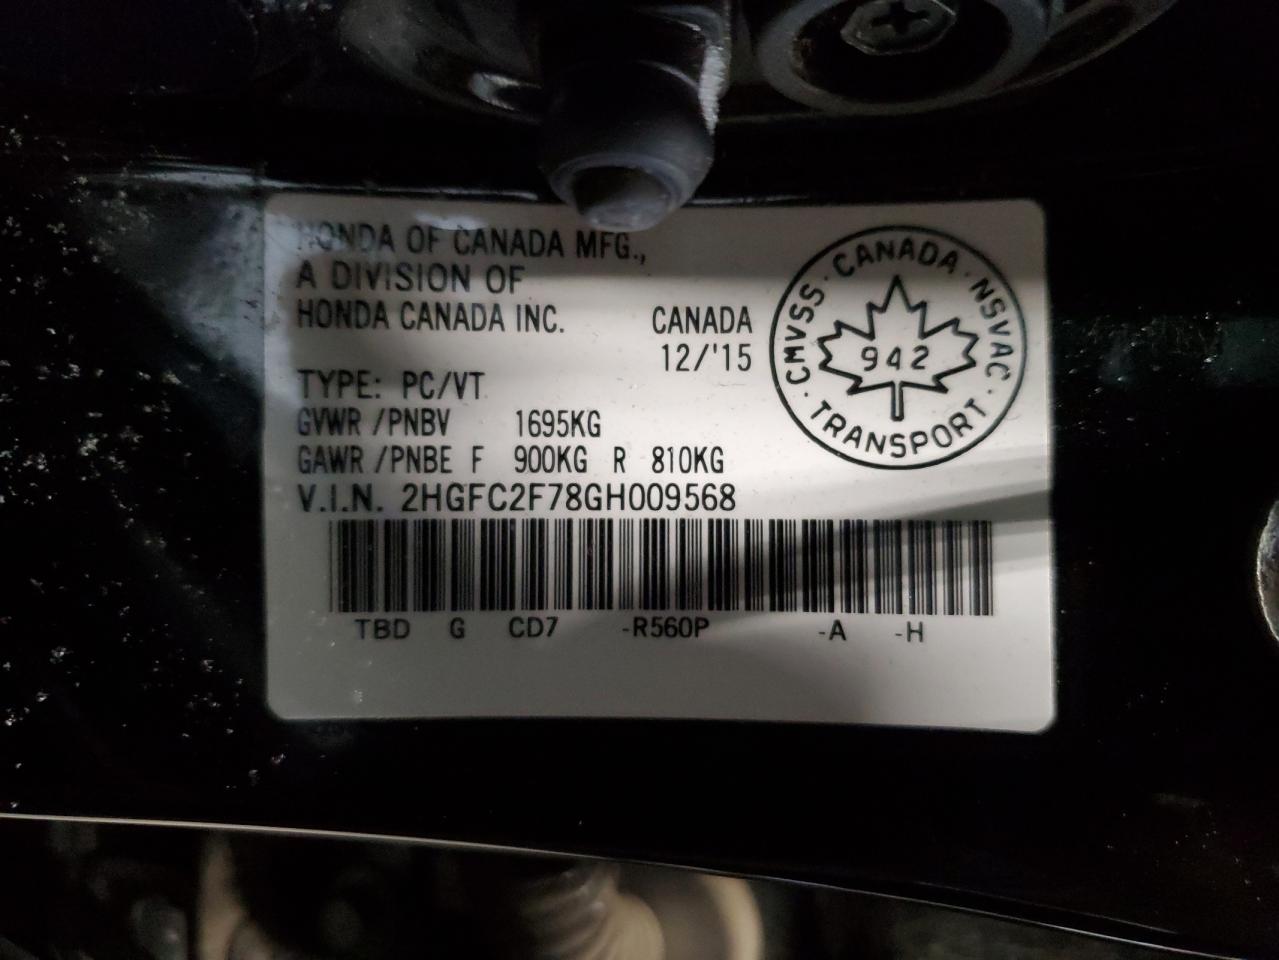 HONDA OF CANADA MFG.,
A DIVISION OF
HONDA CANADA INC.
CANADA
12/'15
TYPE: PC/VT
GVWR /PNBV 1695KG
GAWR /PNBE F 900KG R 810KG
V.I.N. 2HGFC2F78GH009568
TBD G CD7 -R560P -A -H
CMVSS · CANADA · NSVAC · TRANSPORT ·
942